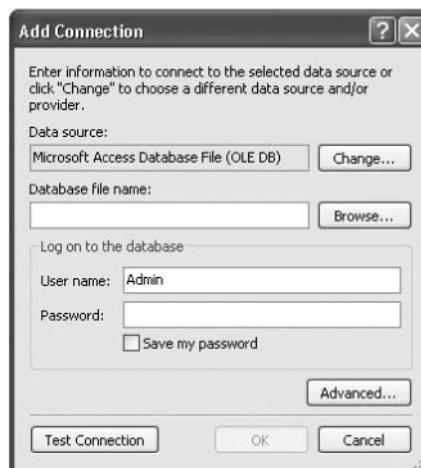 Add Connection
Enter information to connect to the selected data source or
click "Change" to choose a different data source and/or
provider.
Data source:
Microsoft Access Database File (OLE DB)
Change...
Database file name:
Browse...
Log on to the database
User name:
Admin
Password:
Save my password
Advanced...
Test Connection
OK
Cancel